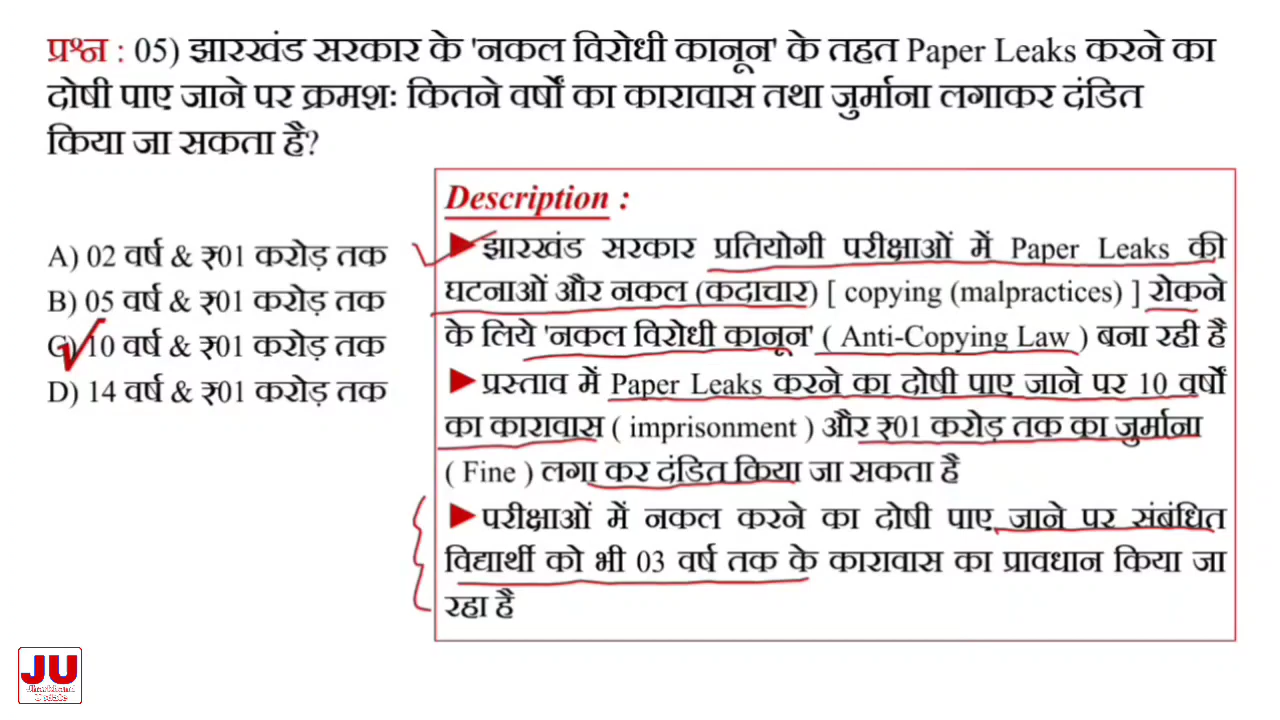 प्रश्न : 05) झारखंड सरकार के 'नकल विरोधी कानून' के तहत Paper Leaks करने का
दोषी पाए जाने पर क्रमशः कितने वर्षों का कारावास तथा जुर्माना लगाकर दंडित
किया जा सकता है?
A) 02 वर्ष & ₹01 करोड़ तक
B) 05 वर्ष & ₹01 करोड़ तक
C) 10 वर्ष & ₹01 करोड़ तक
D) 14 वर्ष & ₹01 करोड़ तक
Description :
►झारखंड सरकार प्रतियोगी परीक्षाओं में Paper Leaks की
घटनाओं और नकल (कदाचार) [ copying (malpractices) ] रोकने
के लिये 'नकल विरोधी कानून' ( Anti-Copying Law ) बना रही है
►प्रस्ताव में Paper Leaks करने का दोषी पाए जाने पर 10 वर्षों
का कारावास ( imprisonment ) और ₹01 करोड़ तक का जुर्माना
( Fine ) लगा कर दंडित किया जा सकता है
►परीक्षाओं में नकल करने का दोषी पाए जाने पर संबंधित
विद्यार्थी को भी 03 वर्ष तक के कारावास का प्रावधान किया जा
रहा है
JU
Jharkhand
Update